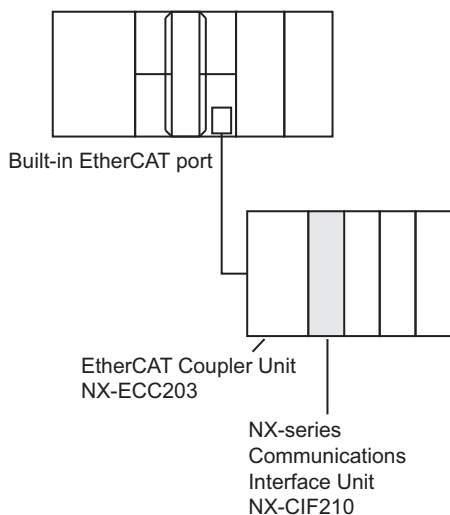 Built-in EtherCAT port
EtherCAT Coupler Unit
NX-ECC203
NX-series
Communications
Interface Unit
NX-CIF210